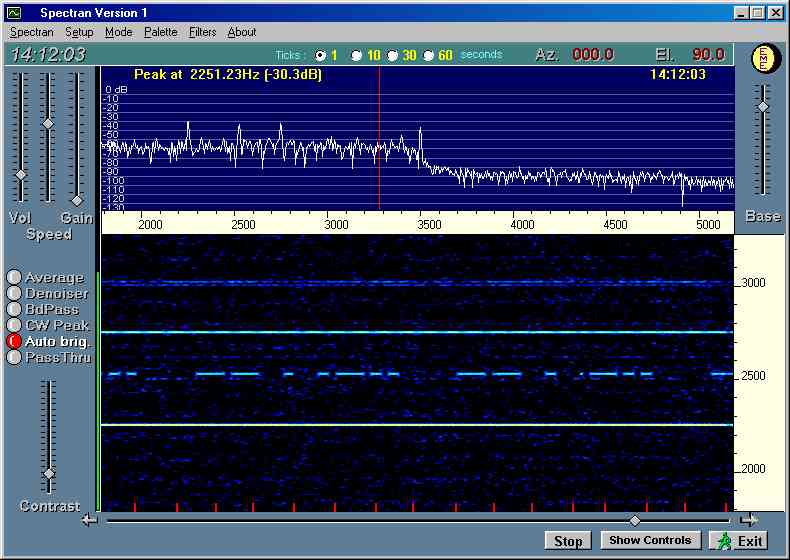 Spectran Version 1
Spectran Setup Mode Palette Filters About
14:12:03 Ticks : 1 10 30 60 seconds Az. 000.0 El. 90.0
EME
Peak at 2251.23Hz (-30.3dB) 14:12:03
0 dB
-10
-20
-30
-40
-50
-60
-70
-80
-90
-100
-110
-120
-130
Vol Gain
Speed
Base
2000 2500 3000 3500 4000 4500 5000
Average
Denoiser
BdPass
CW Peak
Auto brig.
PassThru
3000
2500
2000
Contrast
Stop Show Controls Exit